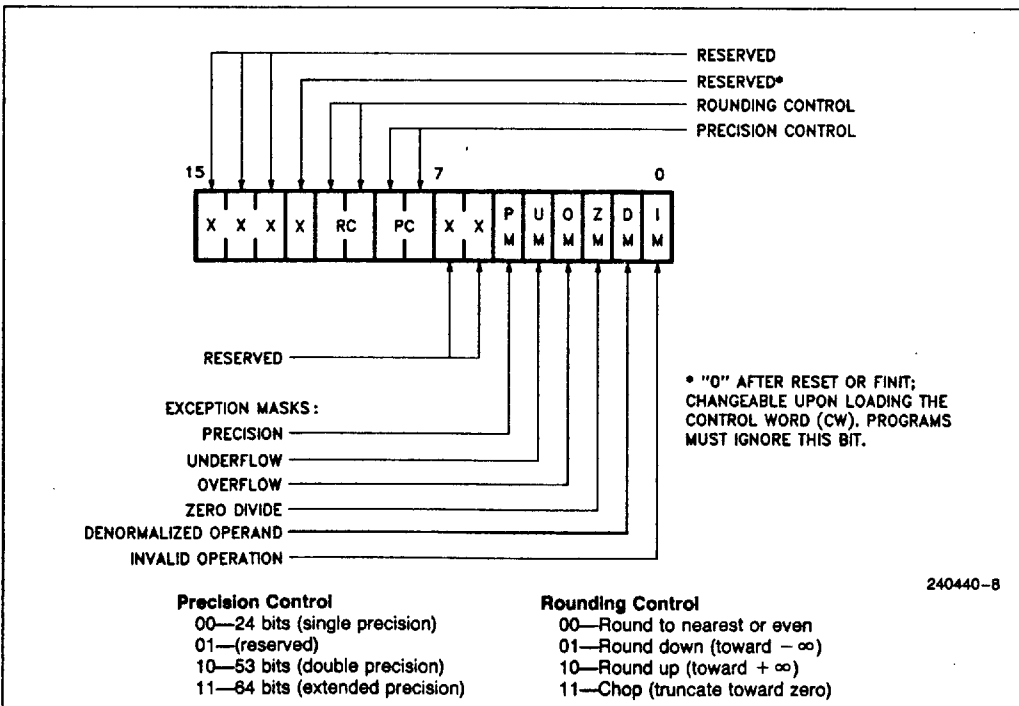 RESERVED
RESERVED*
ROUNDING CONTROL
PRECISION CONTROL
15 7 0
X X X X RC PC X X P M U M O M Z M D M I M
RESERVED
EXCEPTION MASKS:
PRECISION
UNDERFLOW
OVERFLOW
ZERO DIVIDE
DENORMALIZED OPERAND
INVALID OPERATION
* "0" AFTER RESET OR FINIT;
CHANGEABLE UPON LOADING THE
CONTROL WORD (CW). PROGRAMS
MUST IGNORE THIS BIT.
240440-8
Precision Control
00—24 bits (single precision)
01—(reserved)
10—53 bits (double precision)
11—64 bits (extended precision)
Rounding Control
00—Round to nearest or even
01—Round down (toward − ∞)
10—Round up (toward + ∞)
11—Chop (truncate toward zero)